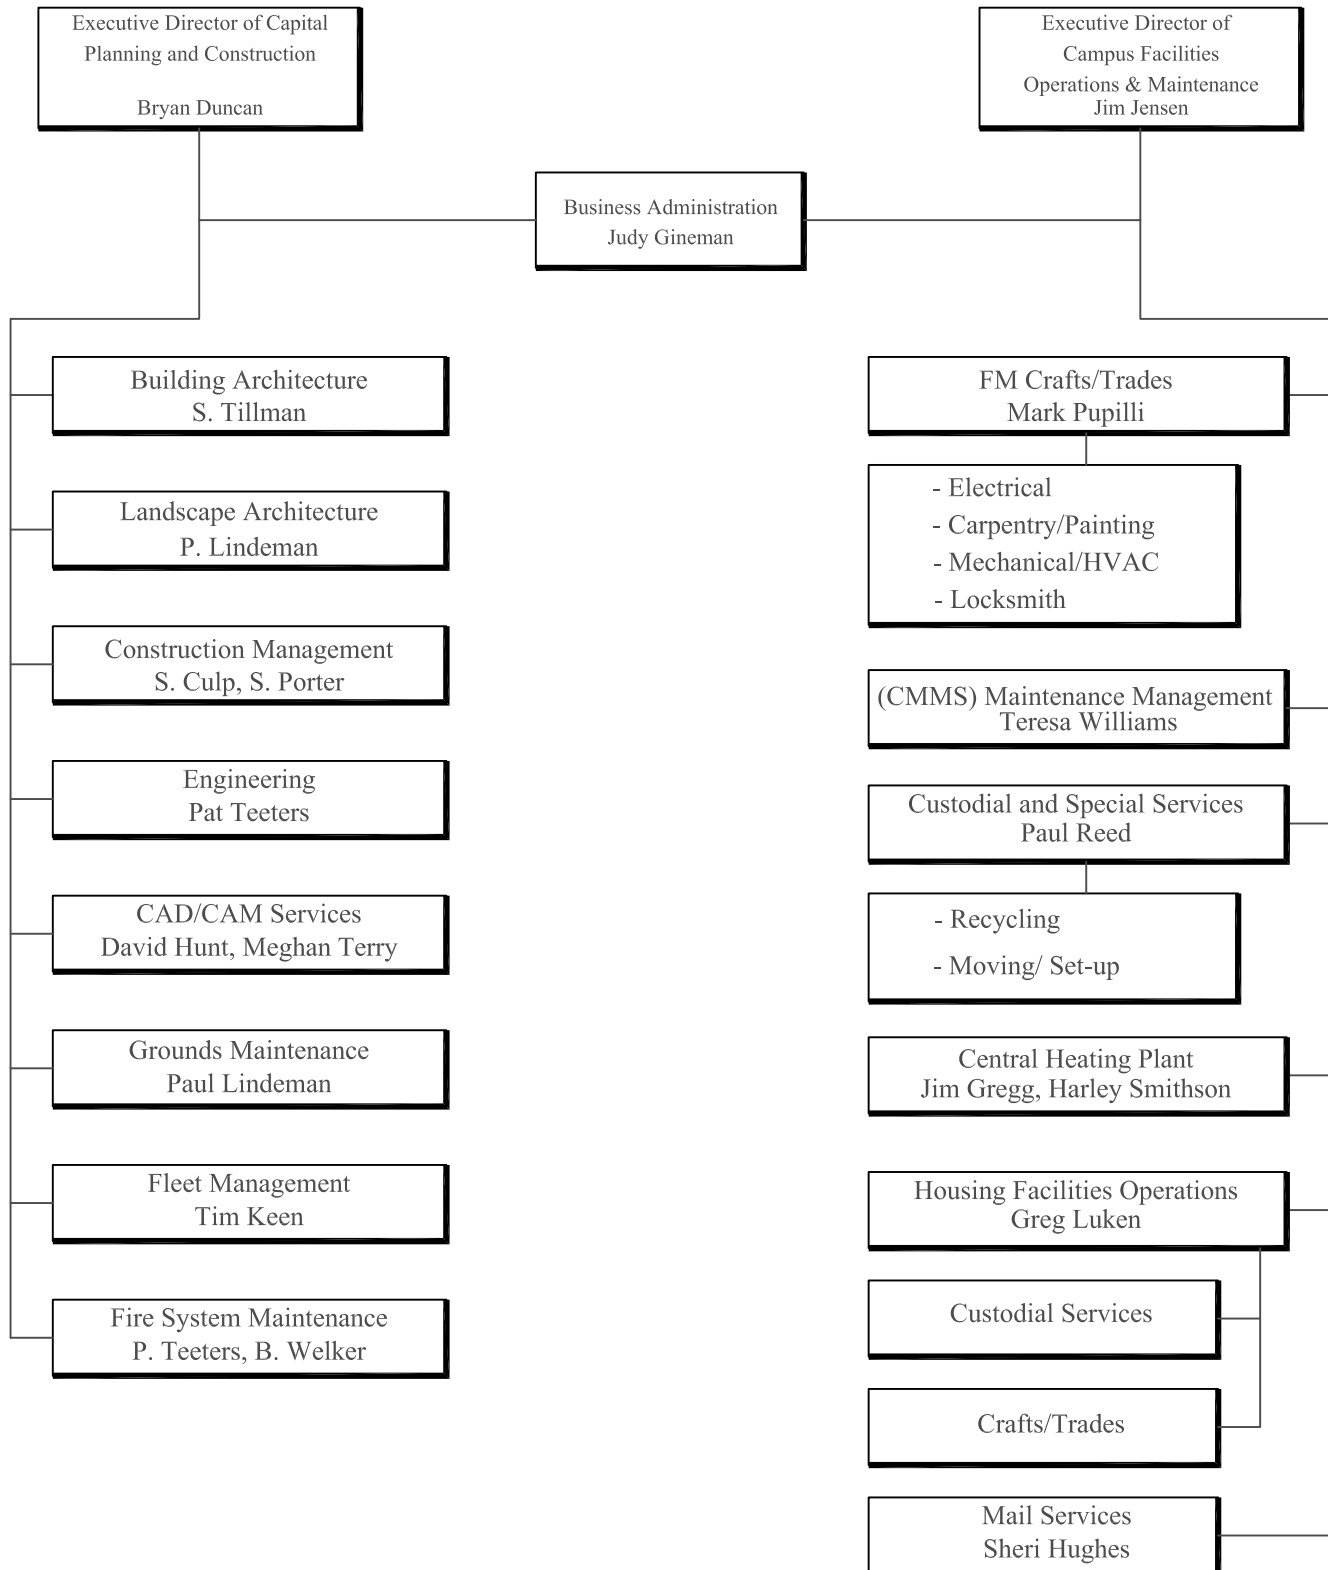 Executive Director of Capital
Planning and Construction
Bryan Duncan
Executive Director of
Campus Facilities
Operations & Maintenance
Jim Jensen
Business Administration
Judy Gineman
Building Architecture
S. Tillman
Landscape Architecture
P. Lindeman
Construction Management
S. Culp, S. Porter
Engineering
Pat Teeters
CAD/CAM Services
David Hunt, Meghan Terry
Grounds Maintenance
Paul Lindeman
Fleet Management
Tim Keen
Fire System Maintenance
P. Teeters, B. Welker
FM Crafts/Trades
Mark Pupilli
- Electrical
- Carpentry/Painting
- Mechanical/HVAC
- Locksmith
(CMMS) Maintenance Management
Teresa Williams
Custodial and Special Services
Paul Reed
- Recycling
- Moving/ Set-up
Central Heating Plant
Jim Gregg, Harley Smithson
Housing Facilities Operations
Greg Luken
Custodial Services
Crafts/Trades
Mail Services
Sheri Hughes